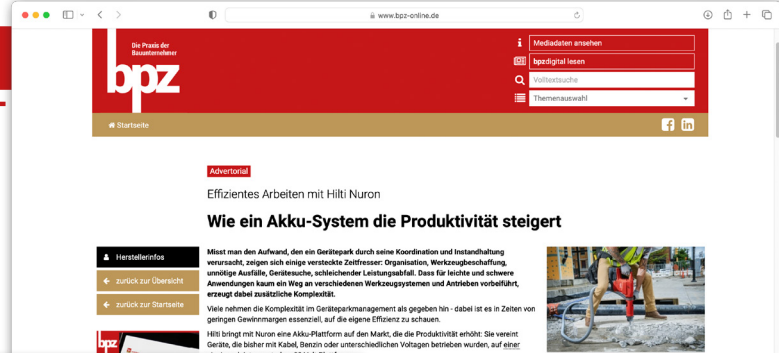 www.bpz-online.de
Die Praxis der
Bauunternehmer
bpz
Mediadaten ansehen
bpzdigital lesen
Volltextsuche
Themenauswahl
Startseite
Advertorial
Effizientes Arbeiten mit Hilti Nuron
Wie ein Akku-System die Produktivität steigert
Herstellerinfos
zurück zur Übersicht
zurück zur Startseite
bpz
Misst man den Aufwand, den ein Gerätepark durch seine Koordination und Instandhaltung
verursacht, zeigen sich einige versteckte Zeitfresser: Organisation, Werkzeugbeschaffung,
unnötige Ausfälle, Gerätesuche, schleichender Leistungsabfall. Dass für leichte und schwere
Anwendungen kaum ein Weg an verschiedenen Werkzeugsystemen und Antrieben vorbeiführt,
erzeugt dabei zusätzliche Komplexität.
Viele nehmen die Komplexität im Geräteparkmanagement als gegeben hin - dabei ist es in Zeiten von
geringen Gewinnmargen essenziell, auf die eigene Effizienz zu schauen.
Hilti bringt mit Nuron eine Akku-Plattform auf den Markt, die die Produktivität erhöht: Sie vereint
Geräte, die bisher mit Kabel, Benzin oder unterschiedlichen Voltagen betrieben wurden, auf einer